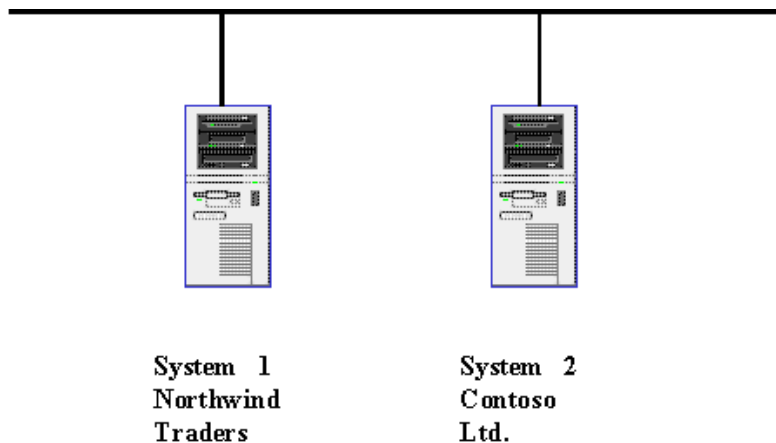 System 1
Northwind
Traders
System 2
Contoso
Ltd.